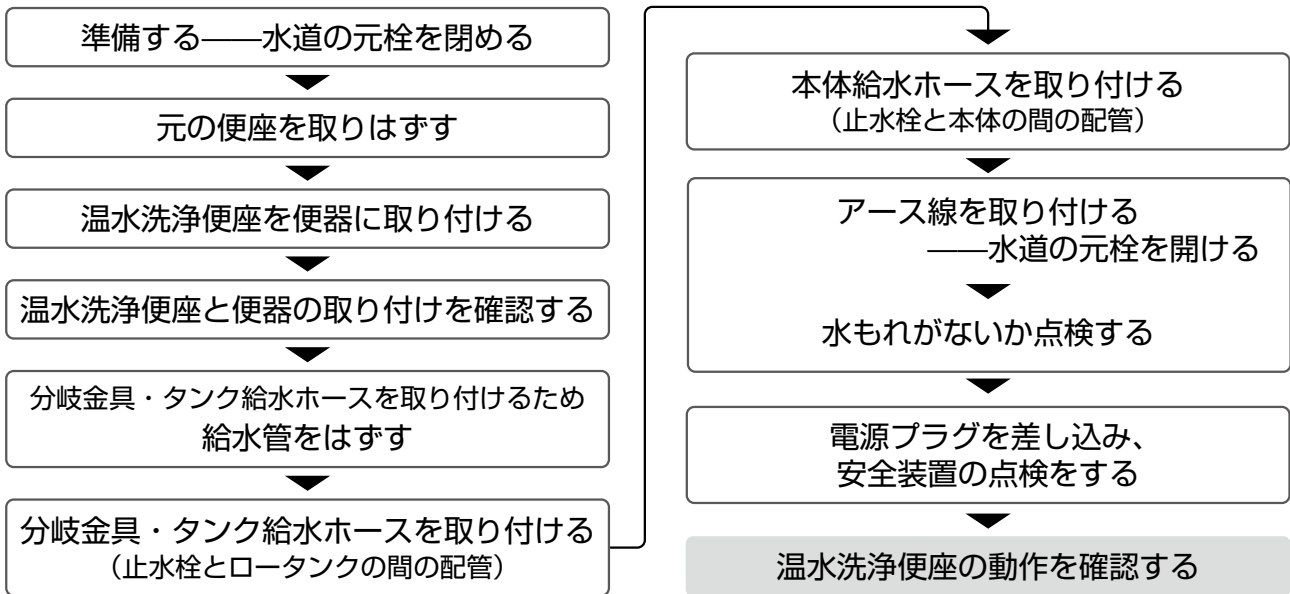 準備する――水道の元栓を閉める
元の便座を取りはずす
温水洗浄便座を便器に取り付ける
温水洗浄便座と便器の取り付けを確認する
分岐金具・タンク給水ホースを取り付けるため
給水管をはずす
分岐金具・タンク給水ホースを取り付ける
（止水栓とロータンクの間の配管）
本体給水ホースを取り付ける
（止水栓と本体の間の配管）
アース線を取り付ける
――水道の元栓を開ける
水もれがないか点検する
電源プラグを差し込み、
安全装置の点検をする
温水洗浄便座の動作を確認する